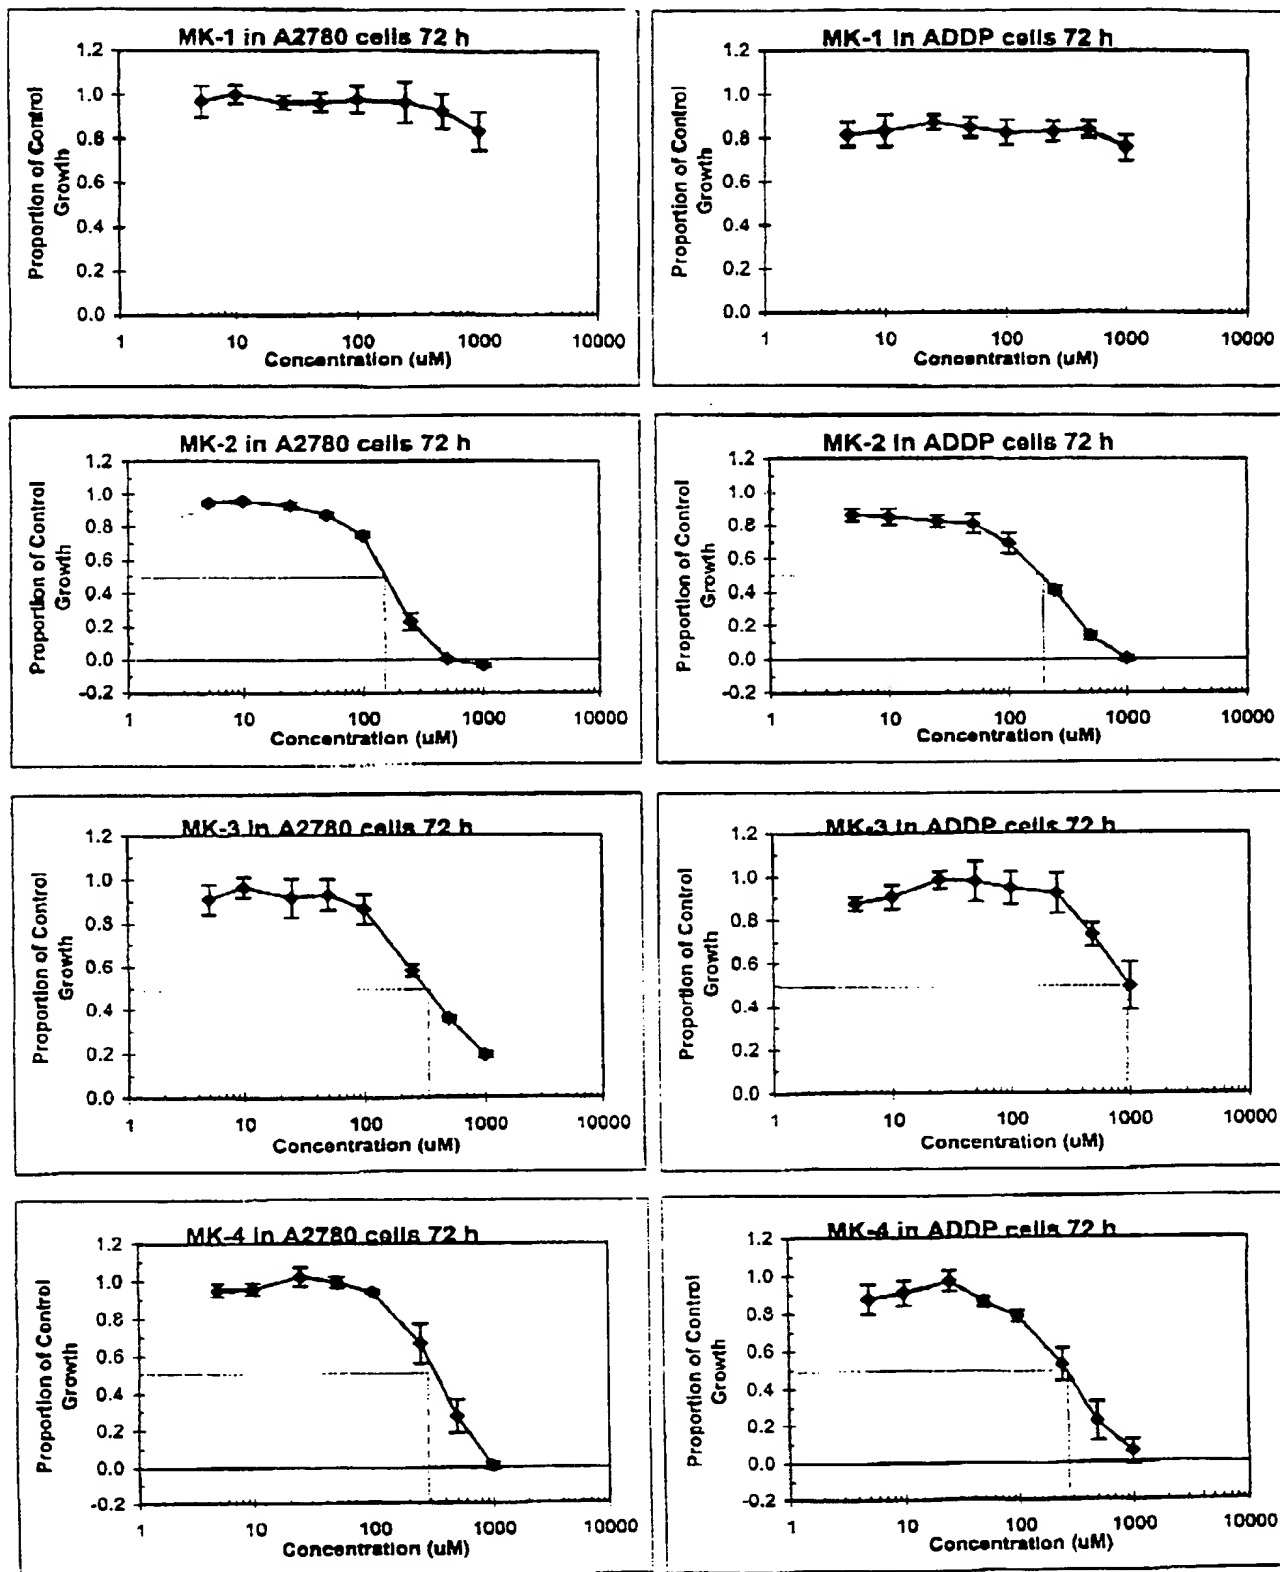 MK-1 in A2780 cells 72 h
Proportion of Control
Growth
1.2
1.0
0.8
0.6
0.4
0.2
0.0
1 10 100 1000 10000
Concentration (uM)
MK-1 in ADDP cells 72 h
Proportion of Control
Growth
1.2
1.0
0.8
0.6
0.4
0.2
0.0
1 10 100 1000 10000
Concentration (uM)
MK-2 in A2780 cells 72 h
Proportion of Control
Growth
1.2
1.0
0.8
0.6
0.4
0.2
0.0
-0.2
1 10 100 1000 10000
Concentration (uM)
MK-2 in ADDP cells 72 h
Proportion of Control
Growth
1.2
1.0
0.8
0.6
0.4
0.2
0.0
-0.2
1 10 100 1000 10000
Concentration (uM)
MK-3 in A2780 cells 72 h
Proportion of Control
Growth
1.2
1.0
0.8
0.6
0.4
0.2
0.0
1 10 100 1000 10000
Concentration (uM)
MK-3 in ADDP cells 72 h
Proportion of Control
Growth
1.2
1.0
0.8
0.6
0.4
0.2
0.0
1 10 100 1000 10000
Concentration (uM)
MK-4 in A2780 cells 72 h
Proportion of Control
Growth
1.2
1.0
0.8
0.6
0.4
0.2
0.0
-0.2
1 10 100 1000 10000
Concentration (uM)
MK-4 in ADDP cells 72 h
Proportion of Control
Growth
1.2
1.0
0.8
0.6
0.4
0.2
0.0
-0.2
1 10 100 1000 10000
Concentration (uM)